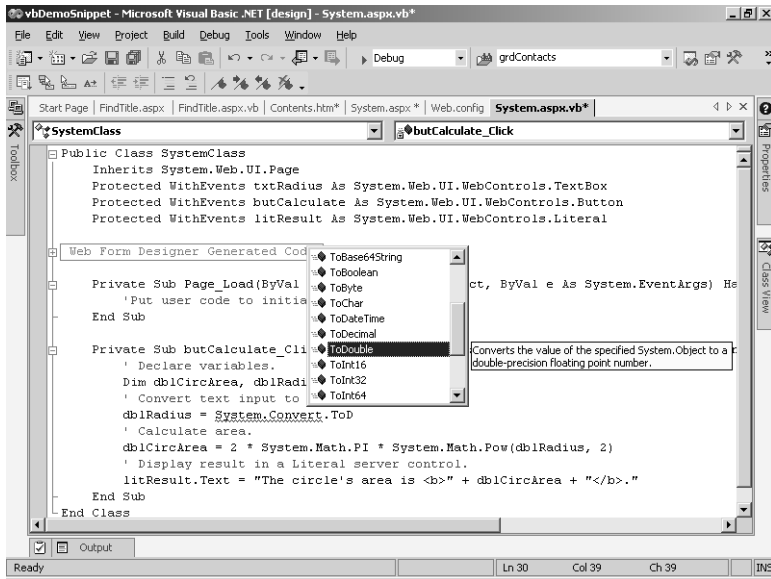 vbDemoSnippet - Microsoft Visual Basic .NET [design] - System.aspx.vb*
File Edit View Project Build Debug Tools Window Help
Debug grdContacts
Start Page FindTitle.aspx FindTitle.aspx.vb Contents.htm* System.aspx * Web.config System.aspx.vb*
SystemClass butCalculate_Click
Toolbox
Properties
Class View
Public Class SystemClass
Inherits System.Web.UI.Page
Protected WithEvents txtRadius As System.Web.UI.WebControls.TextBox
Protected WithEvents butCalculate As System.Web.UI.WebControls.Button
Protected WithEvents litResult As System.Web.UI.WebControls.Literal
Web Form Designer Generated Cod
Private Sub Page_Load(ByVal ct, ByVal e As System.EventArgs) Ha
'Put user code to initia
End Sub
Private Sub butCalculate_Cli
' Declare variables.
Dim dblCircArea, dblRadi
' Convert text input to
dblRadius = System.Convert.ToD
' Calculate area.
dblCircArea = 2 * System.Math.PI * System.Math.Pow(dblRadius, 2)
' Display result in a Literal server control.
litResult.Text = "The circle's area is <b>" + dblCircArea + "</b>."
End Sub
End Class
ToBase64String
ToBoolean
ToByte
ToChar
ToDateTime
ToDecimal
ToDouble
ToInt16
ToInt32
ToInt64
Converts the value of the specified System.Object to a
double-precision floating point number.
Output
Ready Ln 30 Col 39 Ch 39 INS